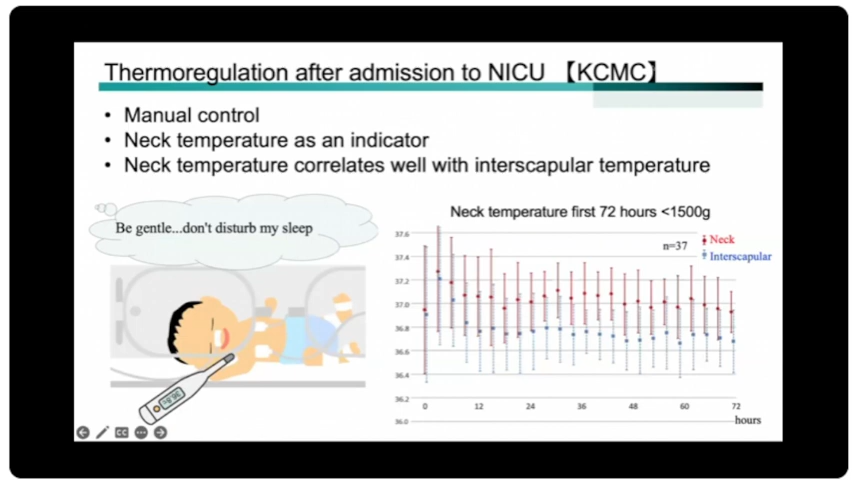 Thermoregulation after admission to NICU 【KCMC】
• Manual control
• Neck temperature as an indicator
• Neck temperature correlates well with interscapular temperature
Be gentle...don't disturb my sleep
Neck temperature first 72 hours <1500g
n=37
Neck
Interscapular
37.6
37.4
37.2
37.0
36.8
36.6
36.4
36.2
36.0
0 12 24 36 48 60 72
hours
CC